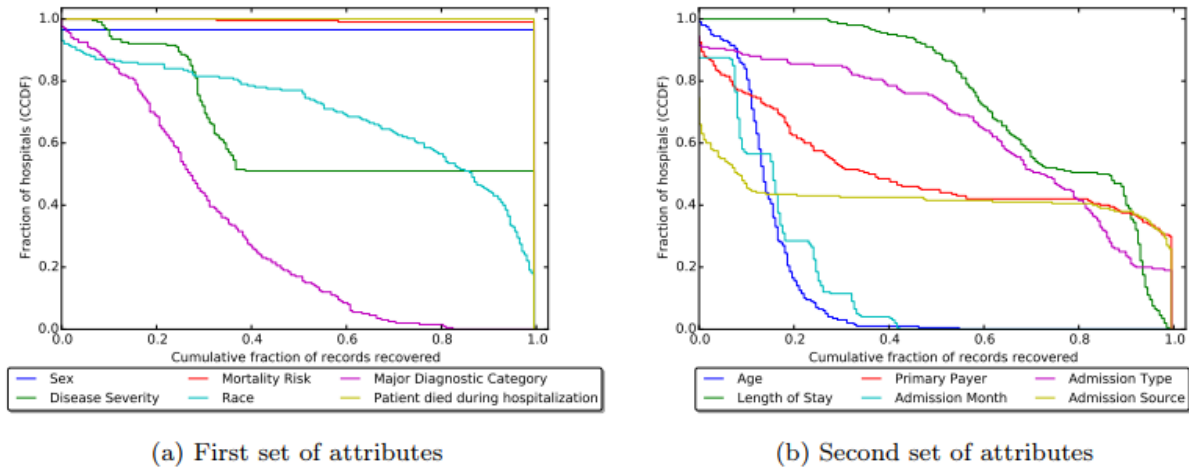 Fraction of hospitals (CCDF)
1.0
0.8
0.6
0.4
0.2
0.0
0.0 0.2 0.4 0.6 0.8 1.0
Cumulative fraction of records recovered
Sex Mortality Risk Major Diagnostic Category
Disease Severity Race Patient died during hospitalization
(a) First set of attributes
Fraction of hospitals (CCDF)
1.0
0.8
0.6
0.4
0.2
0.0
0.0 0.2 0.4 0.6 0.8 1.0
Cumulative fraction of records recovered
Age Primary Payer Admission Type
Length of Stay Admission Month Admission Source
(b) Second set of attributes